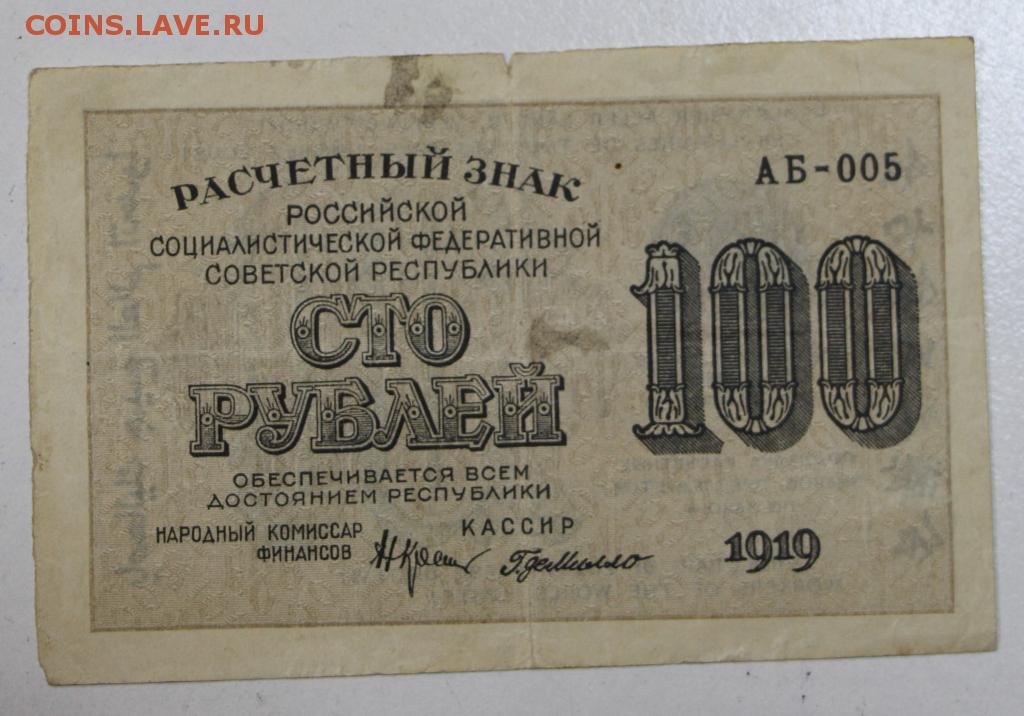 COINS.LAVE.RU
РАСЧЕТНЫЙ ЗНАК
РОССИЙСКОЙ
СОЦИАЛИСТИЧЕСКОЙ ФЕДЕРАТИВНОЙ
СОВЕТСКОЙ РЕСПУБЛИКИ
СТО
РУБЛЕЙ
ОБЕСПЕЧИВАЕТСЯ ВСЕМ
ДОСТОЯНИЕМ РЕСПУБЛИКИ
НАРОДНЫЙ КОМИССАР
ФИНАНСОВ
КАССИР
Г. деМилло
АБ-005
100
1919